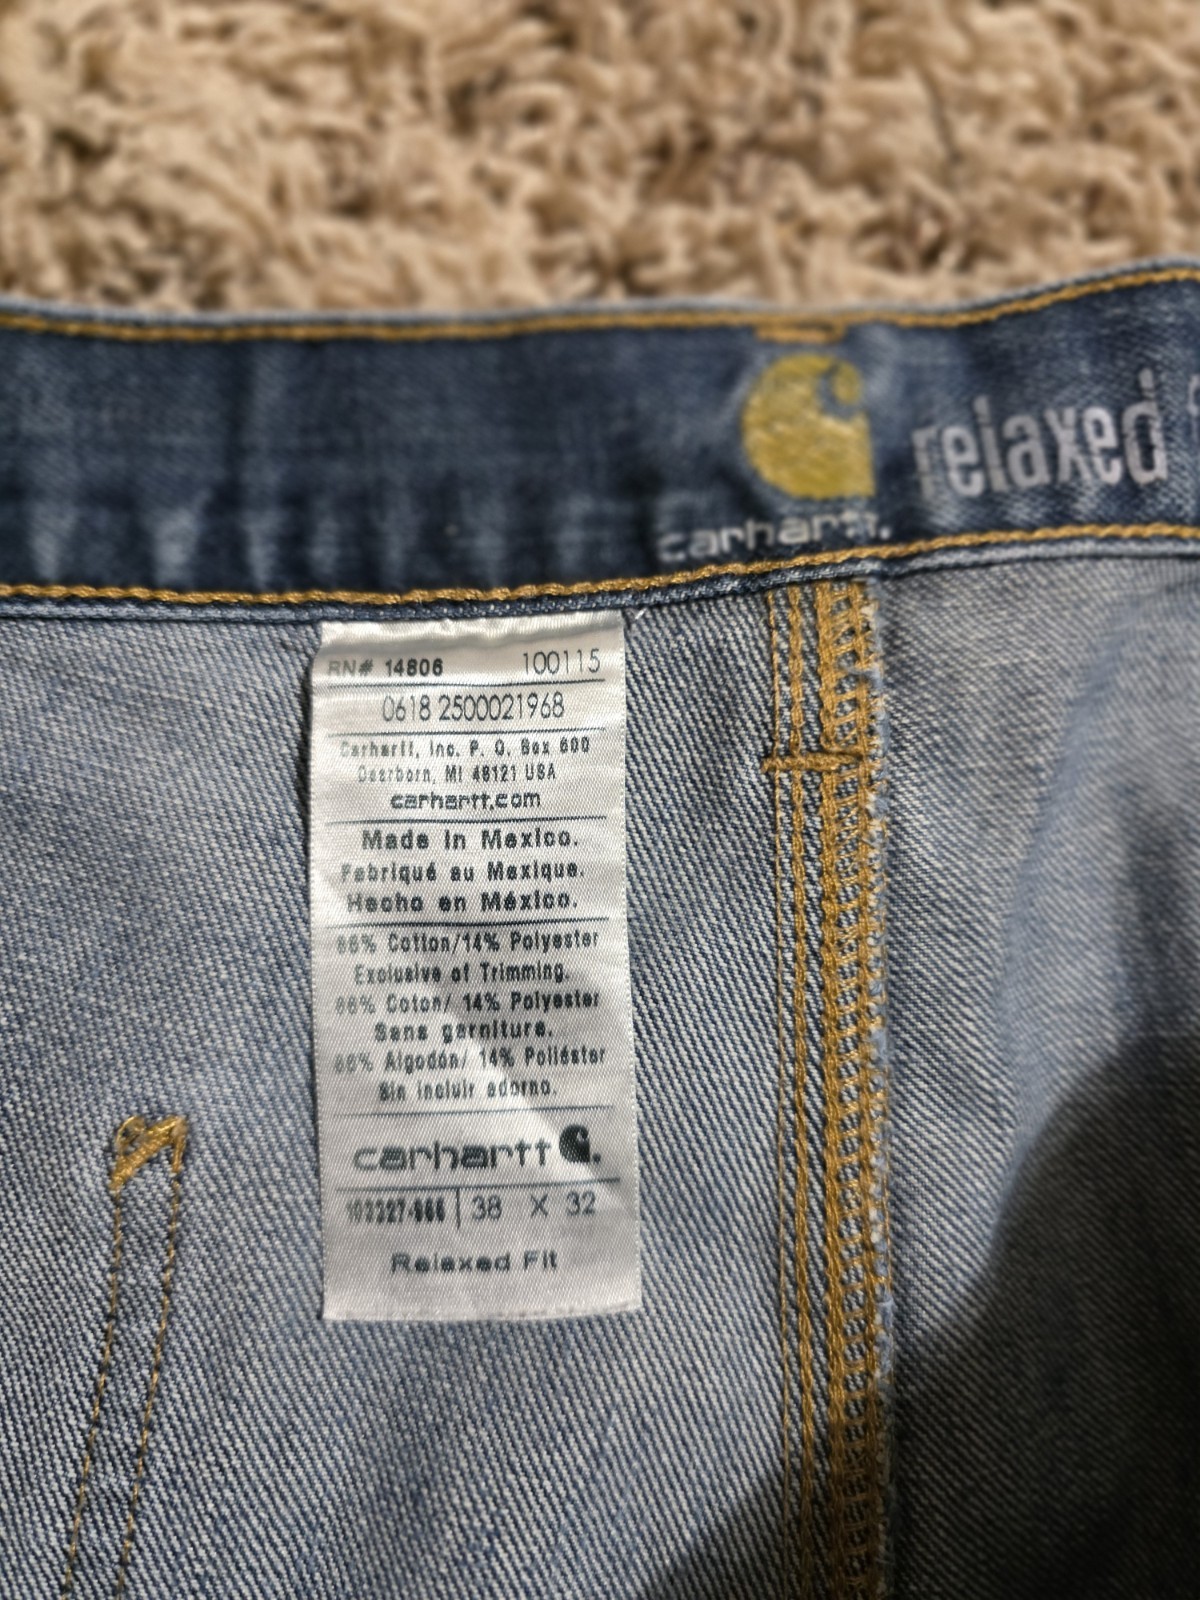 relaxed
carhartt.
RN# 14806 100115
0618 2500021968
Carhartt, Inc. P. O. Box 600
Dearborn, MI 48121 USA
carhartt.com
Made in Mexico.
Fabriqué au Mexique.
Hecho en México.
86% Cotton/14% Polyester
Exclusive of Trimming.
86% Coton/ 14% Polyester
Sans garniture.
86% Algodón/ 14% Poliéster
Sin incluir adorno.
carhartt.
38 X 32
Relaxed Fit